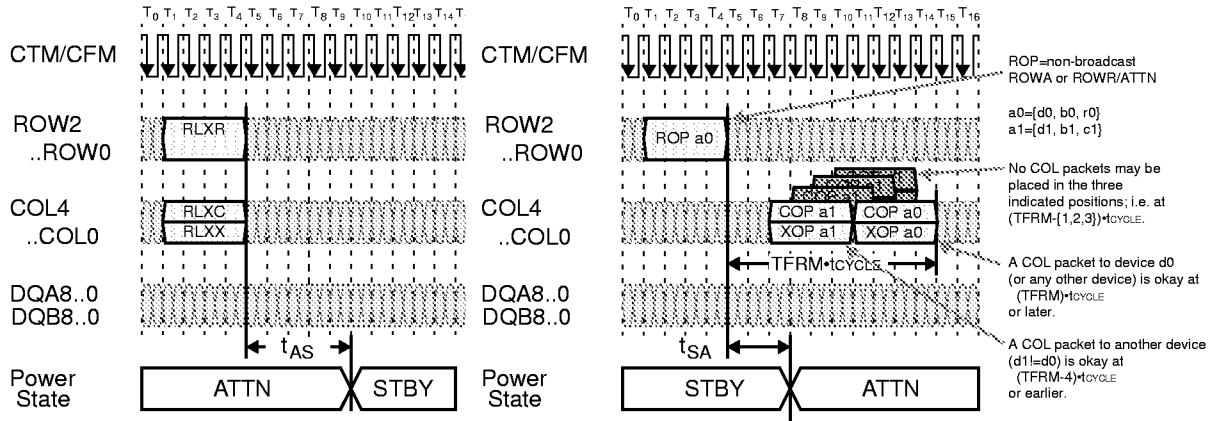 T0 T1 T2 T3 T4 T5 T6 T7 T8 T9 T10 T11 T12 T13 T14
CTM/CFM
ROW2
..ROW0
RLXR
COL4
..COL0
RLXC
RLXX
DQA8..0
DQB8..0
tAS
Power
State
ATTN
STBY
T0 T1 T2 T3 T4 T5 T6 T7 T8 T9 T10 T11 T12 T13 T14 T15 T16
CTM/CFM
ROW2
..ROW0
ROP a0
COL4
..COL0
COP a1
COP a0
XOP a1
XOP a0
TFRM•tCYCLE
DQA8..0
DQB8..0
tSA
Power
State
STBY
ATTN
ROP=non-broadcast
ROWA or ROWR/ATTN
a0={d0, b0, r0}
a1={d1, b1, c1}
No COL packets may be
placed in the three
indicated positions; i.e. at
(TFRM-{1,2,3})•tCYCLE.
A COL packet to device d0
(or any other device) is okay at
(TFRM)•tCYCLE
or later.
A COL packet to another device
(d1!=d0) is okay at
(TFRM-4)•tCYCLE
or earlier.